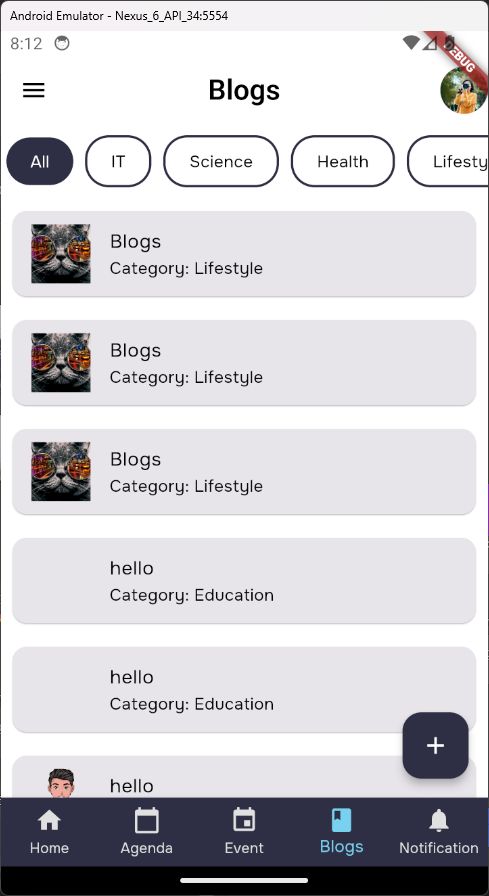 Android Emulator - Nexus_6_API_34:5554
8:12
DEBUG
Blogs
All IT Science Health Lifesty
Blogs
Category: Lifestyle
Blogs
Category: Lifestyle
Blogs
Category: Lifestyle
hello
Category: Education
hello
Category: Education
+
hello
Home Agenda Event Blogs Notification